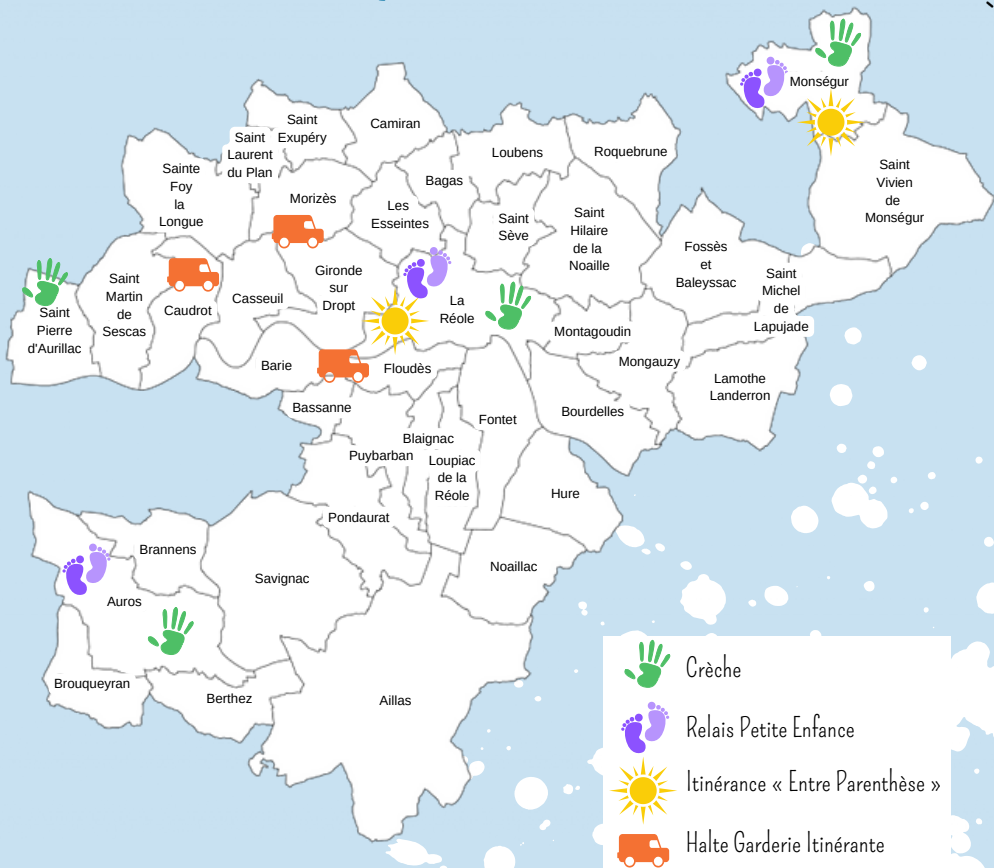 Monségur
Saint
Exupéry
Camiran
Saint
Laurent
du Plan
Loubens
Roquebrune
Sainte
Foy
la
Longue
Bagas
Saint
Vivien
de
Monségur
Morizès
Les
Esseintes
Saint
Sève
Saint
Hilaire
de la
Noaille
Fossès
et
Baleyssac
Saint
Michel
de
Lapujade
Saint
Martin
de
Sescas
Gironde
sur
Dropt
Casseuil
Caudrot
La
Réole
Saint
Pierre
d'Aurillac
Montagoudin
Mongauzy
Barie
Floudès
Lamothe
Landerron
Bassanne
Fontet
Bourdelles
Blaignac
Puybarban
Loupiac
de la
Réole
Hure
Pondaurat
Brannens
Noaillac
Savignac
Auros
Brouqueyran
Berthez
Aillas
Crèche
Relais Petite Enfance
Itinérance « Entre Parenthèse »
Halte Garderie Itinérante